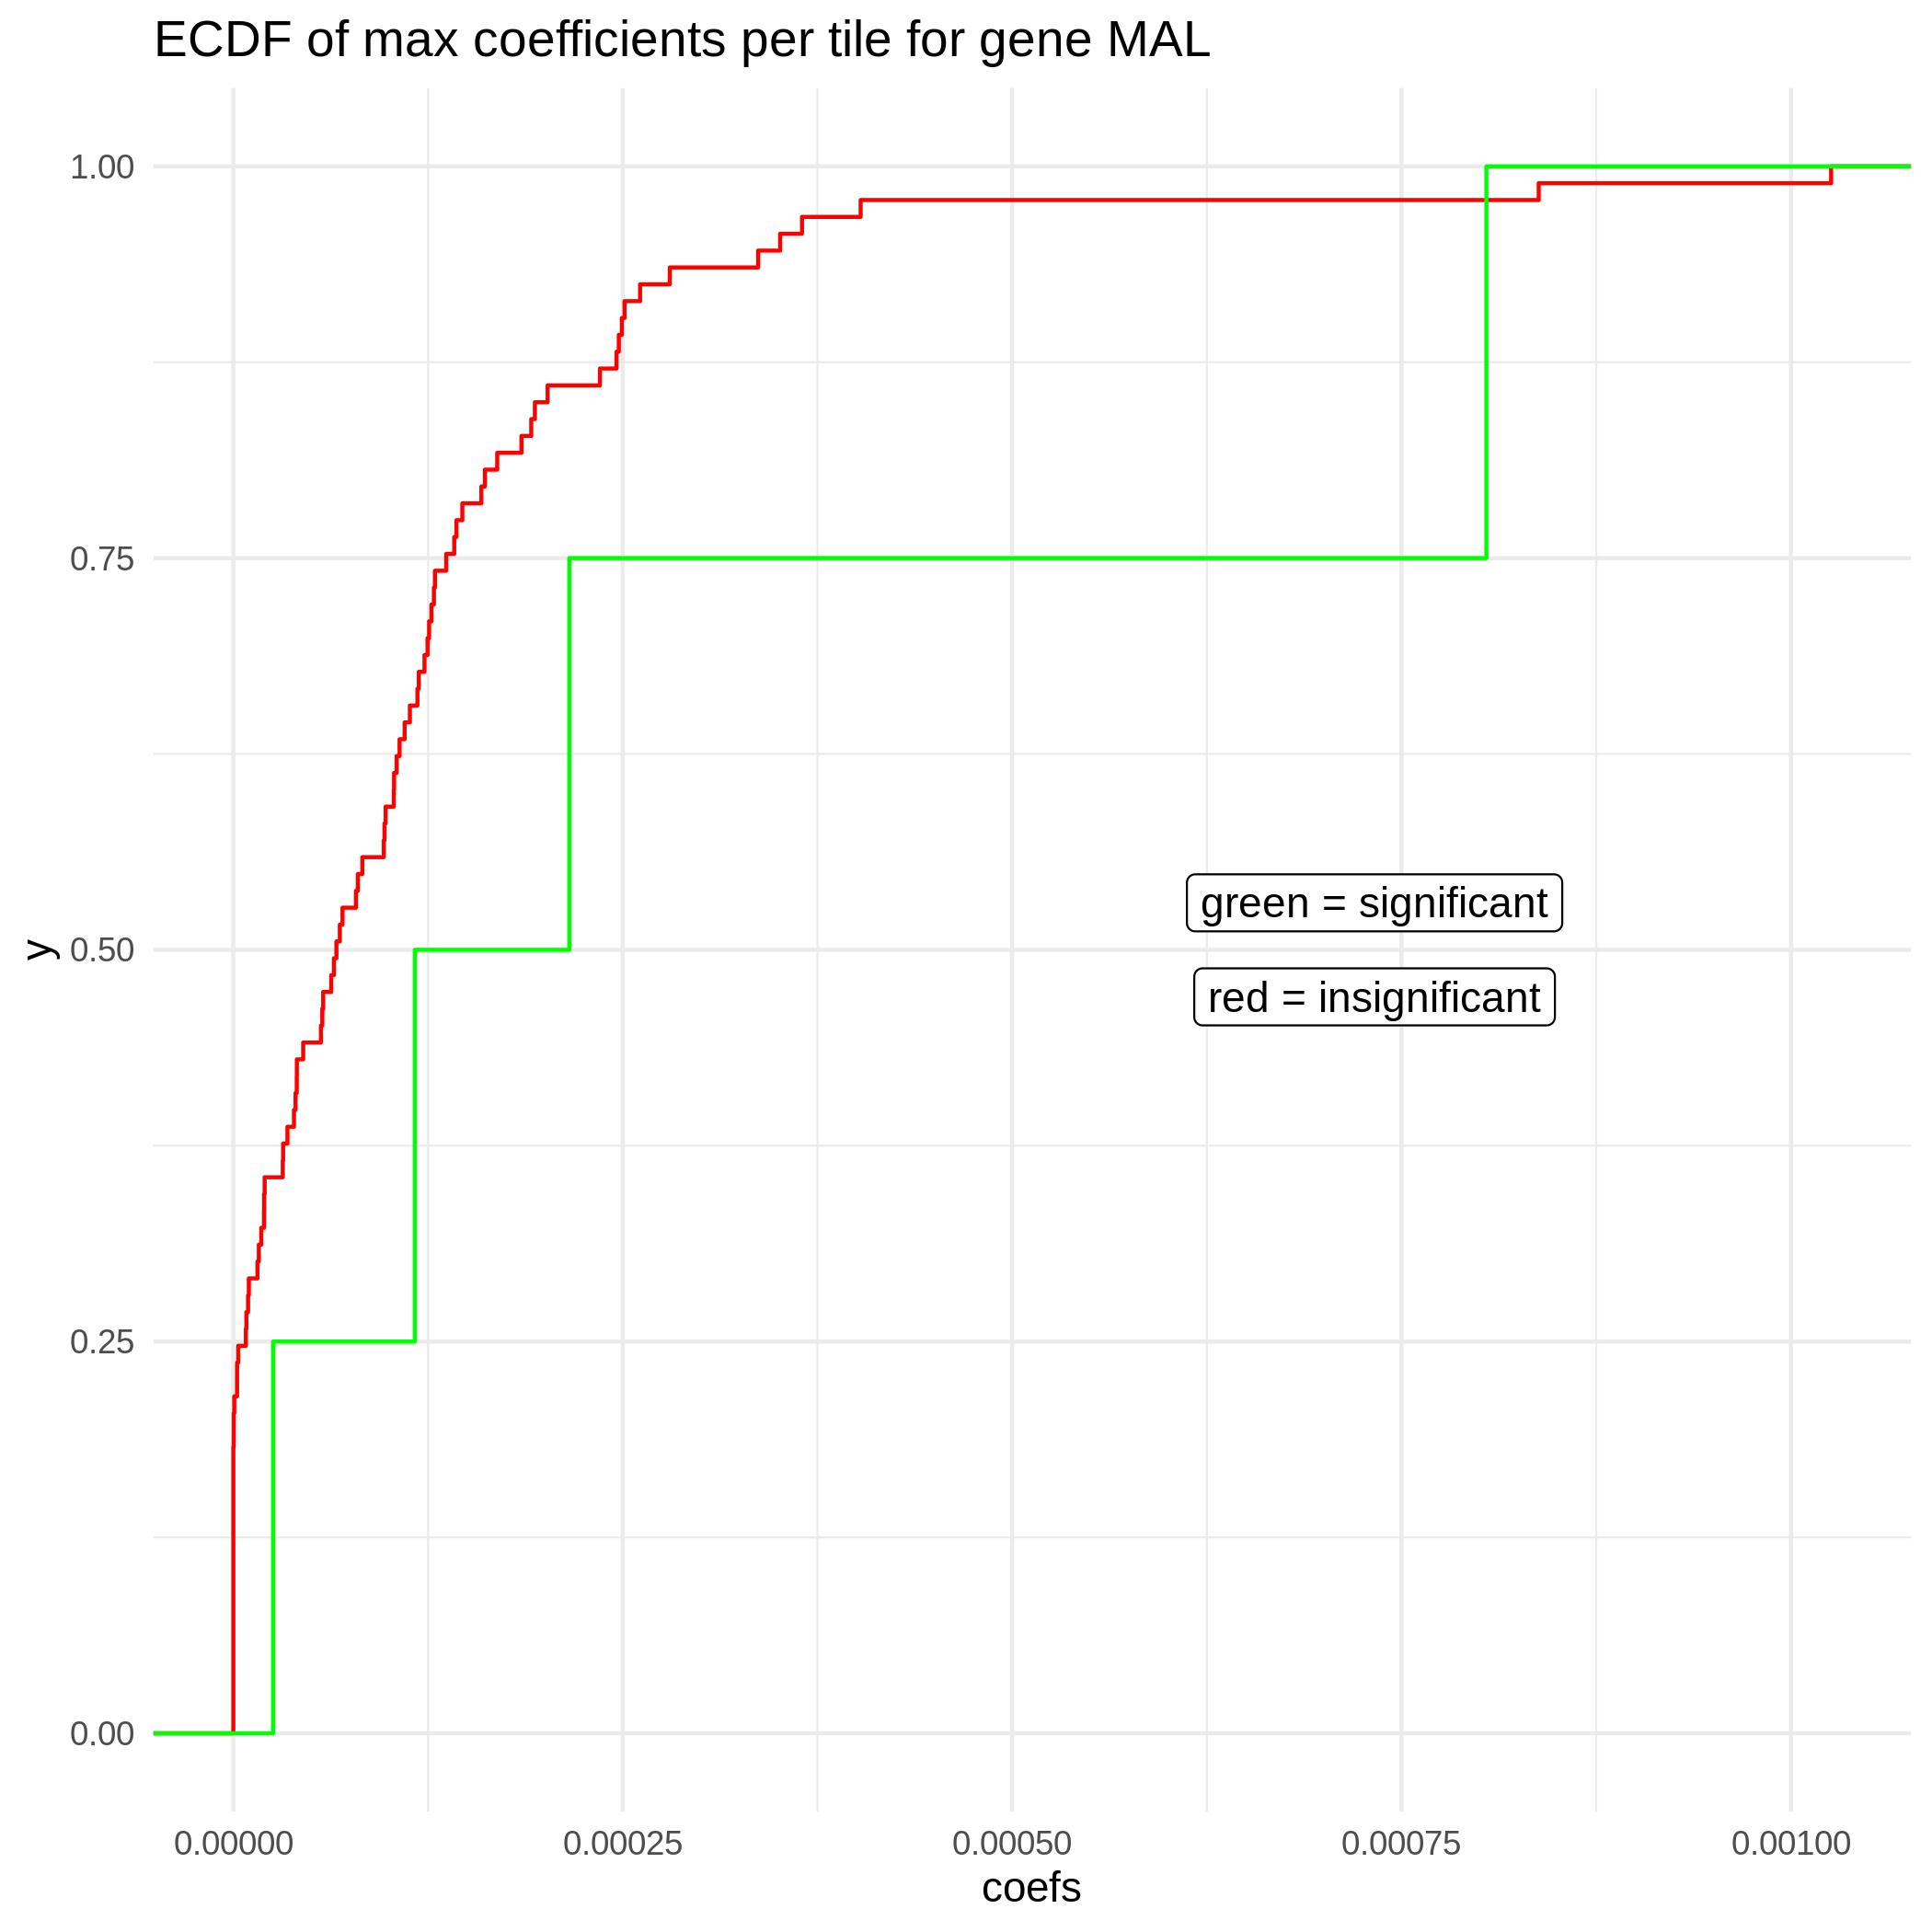 ECDF of max coefficients per tile for gene MAL
1.00
0.75
0.50
0.25
0.00
y
green = significant
red = insignificant
0.00000 0.00025 0.00050 0.00075 0.00100
coefs